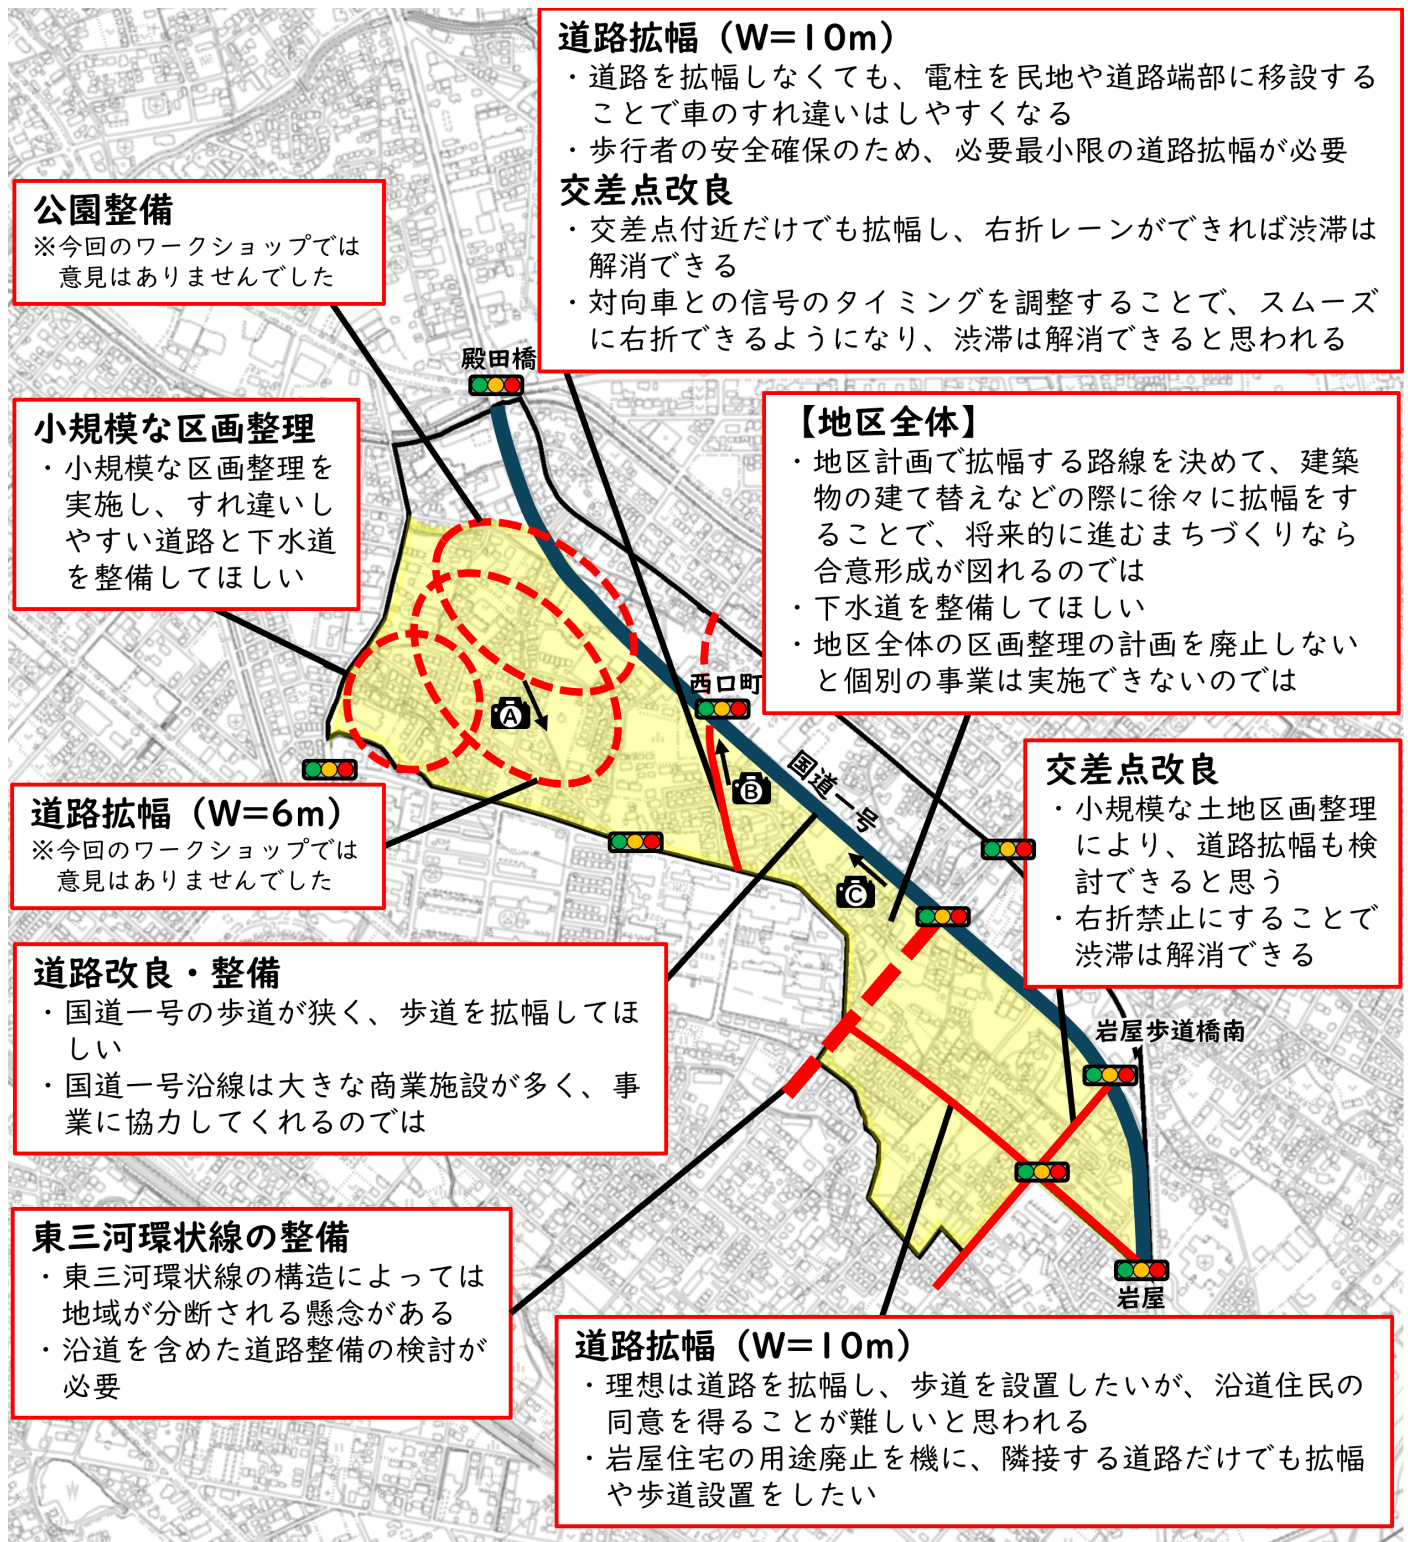 道路拡幅（W=10m）
・道路を拡幅しなくても、電柱を民地や道路端部に移設する
ことで車のすれ違いはしやすくなる
・歩行者の安全確保のため、必要最小限の道路拡幅が必要
交差点改良
・交差点付近だけでも拡幅し、右折レーンができれば渋滞は
解消できる
・対向車との信号のタイミングを調整することで、スムーズ
に右折できるようになり、渋滞は解消できると思われる
公園整備
※今回のワークショップでは
意見はありませんでした
殿田橋
小規模な区画整理
・小規模な区画整理を
実施し、すれ違いし
やすい道路と下水道
を整備してほしい
【地区全体】
・地区計画で拡幅する路線を決めて、建築
物の建て替えなどの際に徐々に拡幅をす
ることで、将来的に進むまちづくりなら
合意形成が図れるのでは
・下水道を整備してほしい
・地区全体の区画整理の計画を廃止しない
と個別の事業は実施できないのでは
西口町
A
B
C
国道一号
交差点改良
・小規模な土地区画整理
により、道路拡幅も検
討できると思う
・右折禁止にすることで
渋滞は解消できる
道路拡幅（W=6m）
※今回のワークショップでは
意見はありませんでした
道路改良・整備
・国道一号の歩道が狭く、歩道を拡幅してほ
しい
・国道一号沿線は大きな商業施設が多く、事
業に協力してくれるのでは
岩屋歩道橋南
東三河環状線の整備
・東三河環状線の構造によっては
地域が分断される懸念がある
・沿道を含めた道路整備の検討が
必要
岩屋
道路拡幅（W=10m）
・理想は道路を拡幅し、歩道を設置したいが、沿道住民の
同意を得ることが難しいと思われる
・岩屋住宅の用途廃止を機に、隣接する道路だけでも拡幅
や歩道設置をしたい